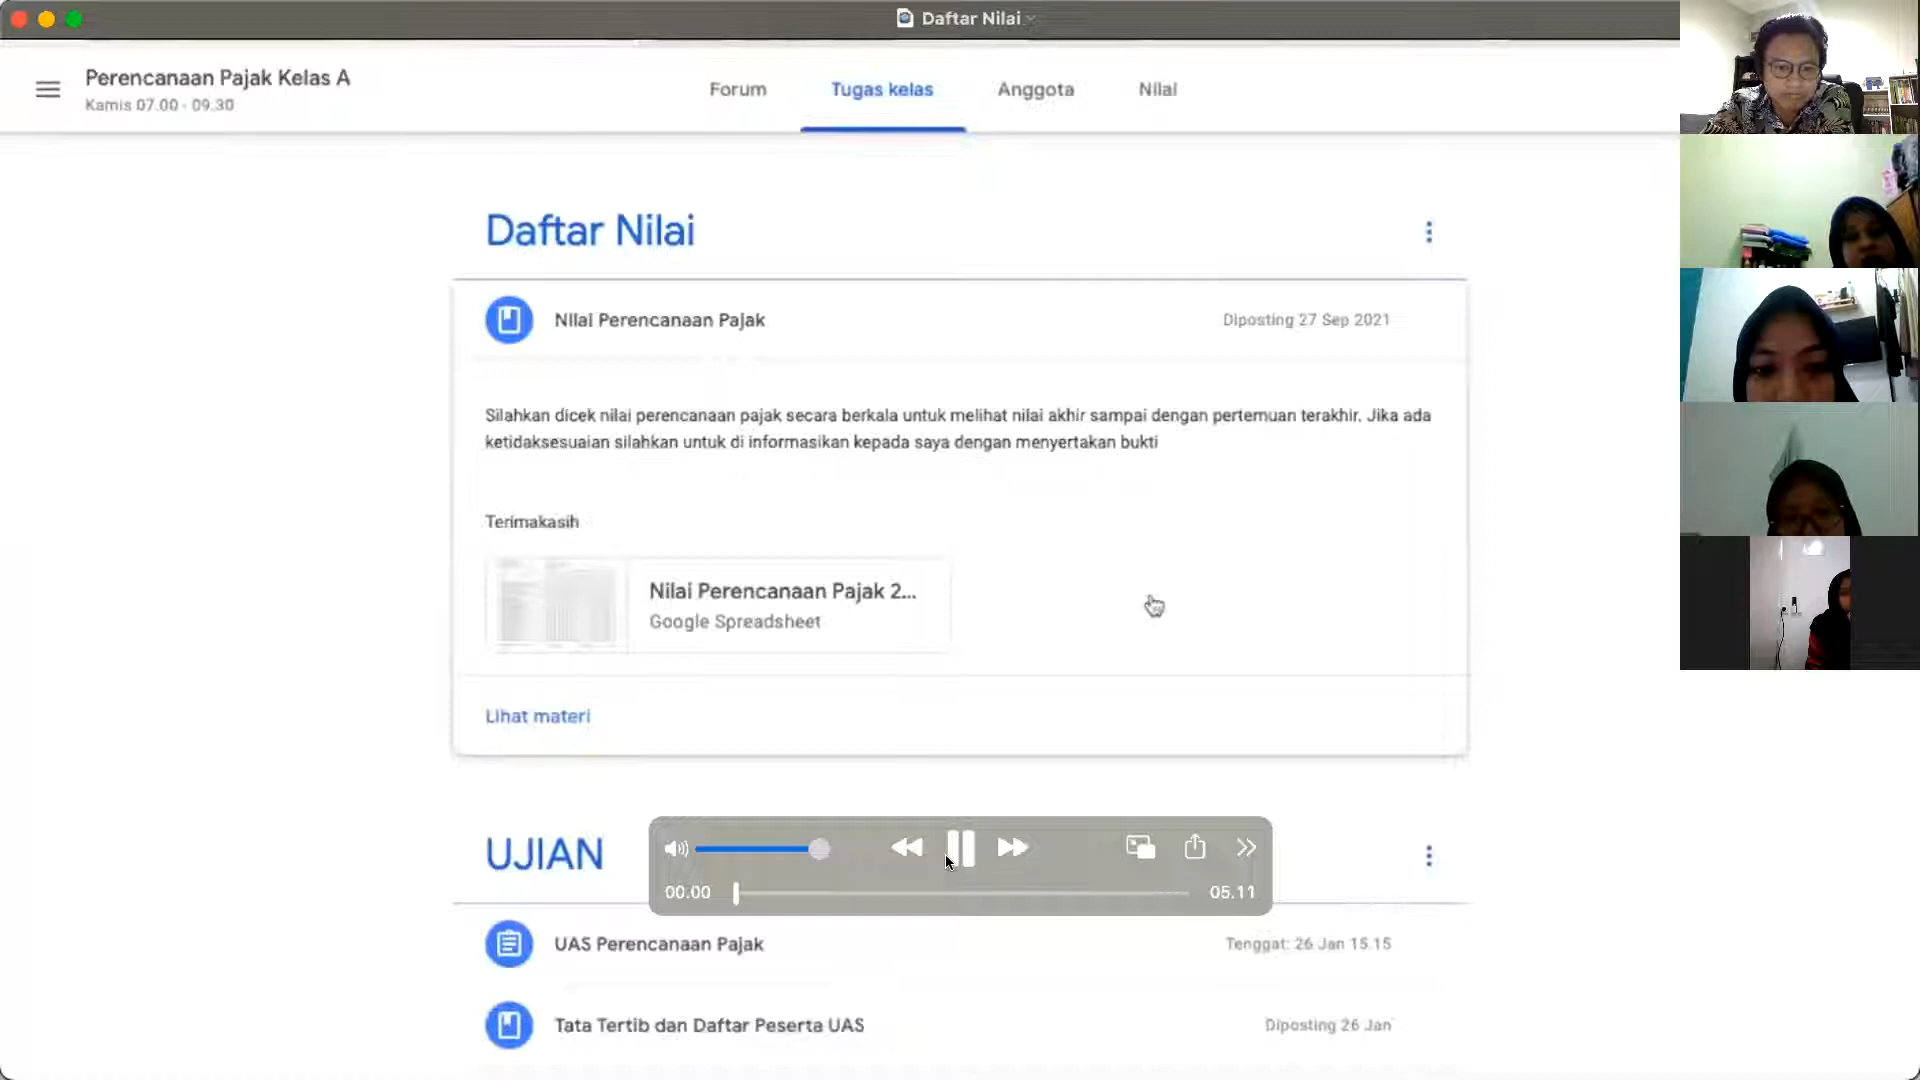 Daftar Nilai
Perencanaan Pajak Kelas A
Kamis 07.00 - 09.30
Forum
Tugas kelas
Anggota
Nilai
Daftar Nilai
Nilai Perencanaan Pajak
Diposting 27 Sep 2021
Silahkan dicek nilai perencanaan pajak secara berkala untuk melihat nilai akhir sampai dengan pertemuan terakhir. Jika ada
ketidaksesuaian silahkan untuk di informasikan kepada saya dengan menyertakan bukti
Terimakasih
Nilai Perencanaan Pajak 2...
Google Spreadsheet
Lihat materi
UJIAN
00.00
05.11
UAS Perencanaan Pajak
Tenggat: 26 Jan 15.15
Tata Tertib dan Daftar Peserta UAS
Diposting 26 Jan